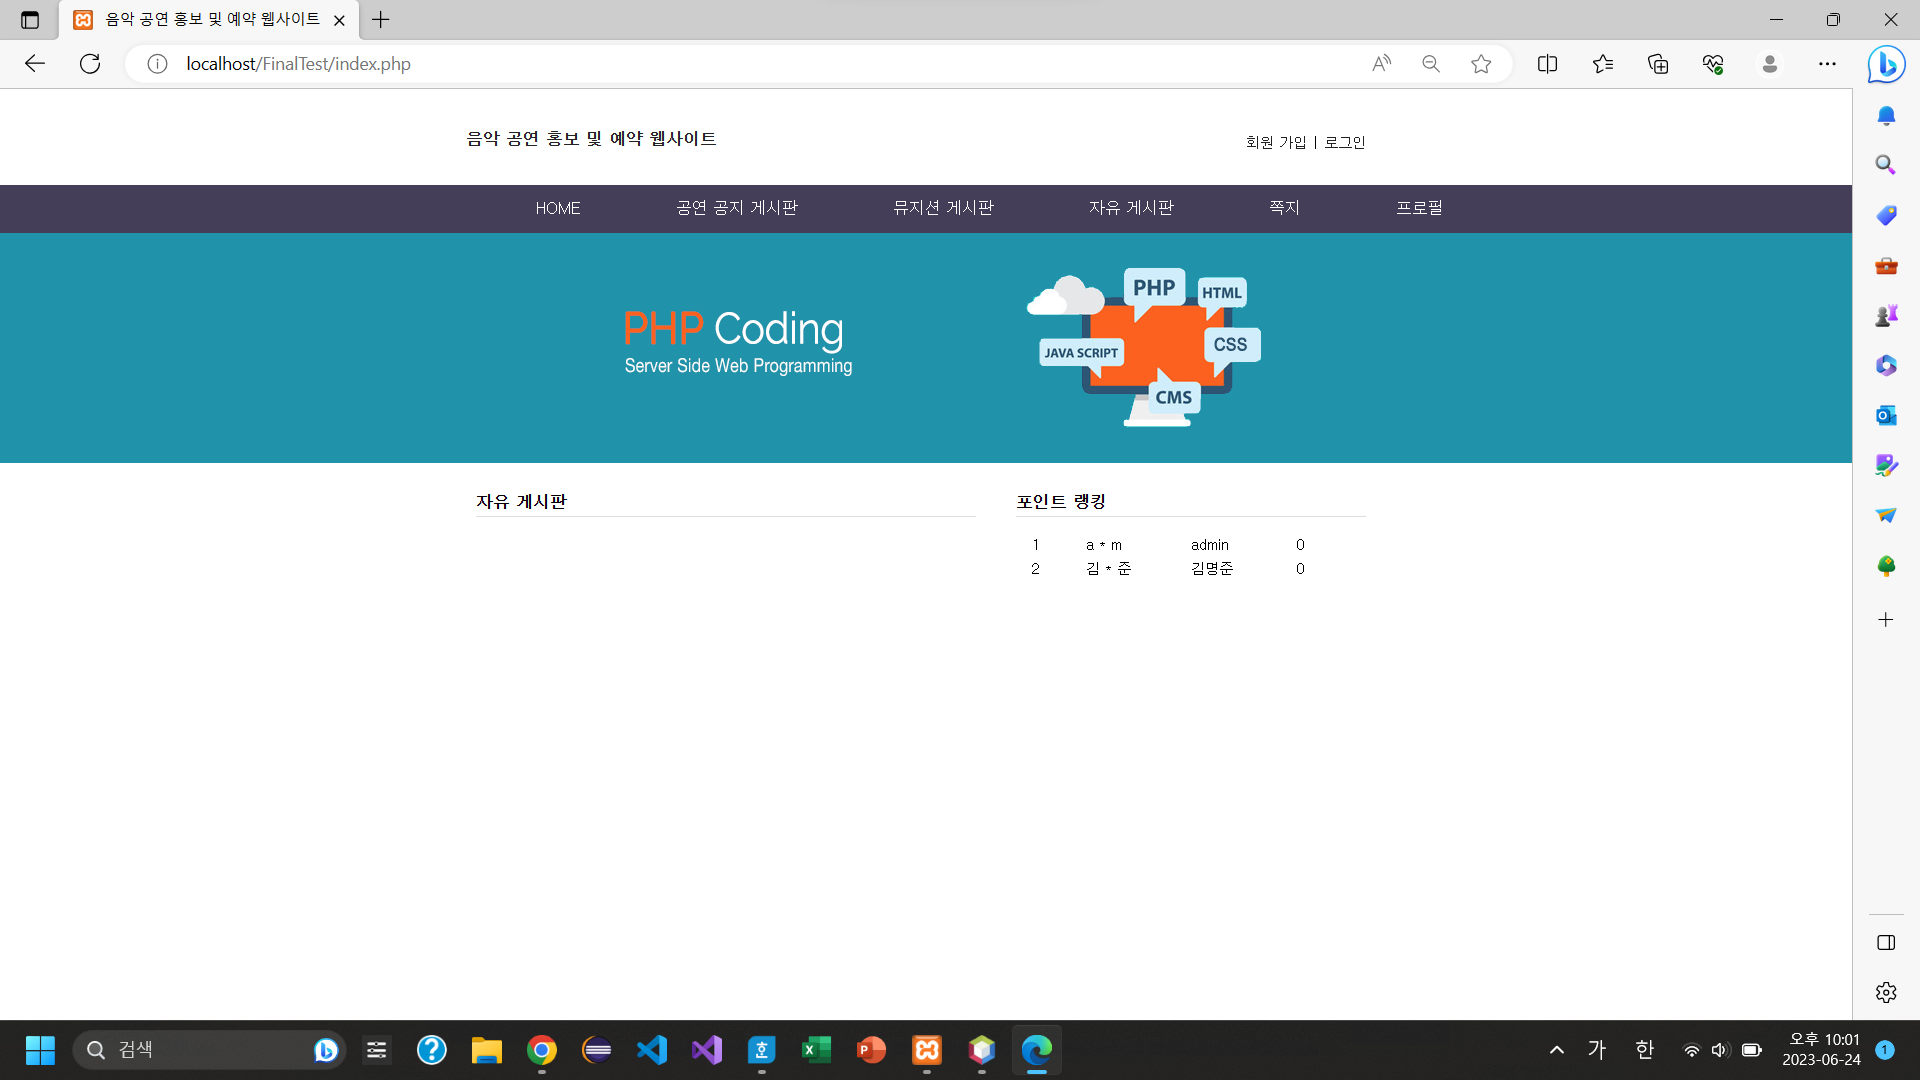 음악 공연 홍보 및 예약 웹사이트
localhost/FinalTest/index.php
음악 공연 홍보 및 예약 웹사이트
회원 가입 | 로그인
HOME 공연 공지 게시판 뮤지션 게시판 자유 게시판 쪽지 프로필
PHP Coding
Server Side Web Programming
PHP
HTML
JAVA SCRIPT
CSS
CMS
자유 게시판
포인트 랭킹
1 a * m admin 0
2 김 * 준 김명준 0
검색
가 한
오후 10:01
2023-06-24
1